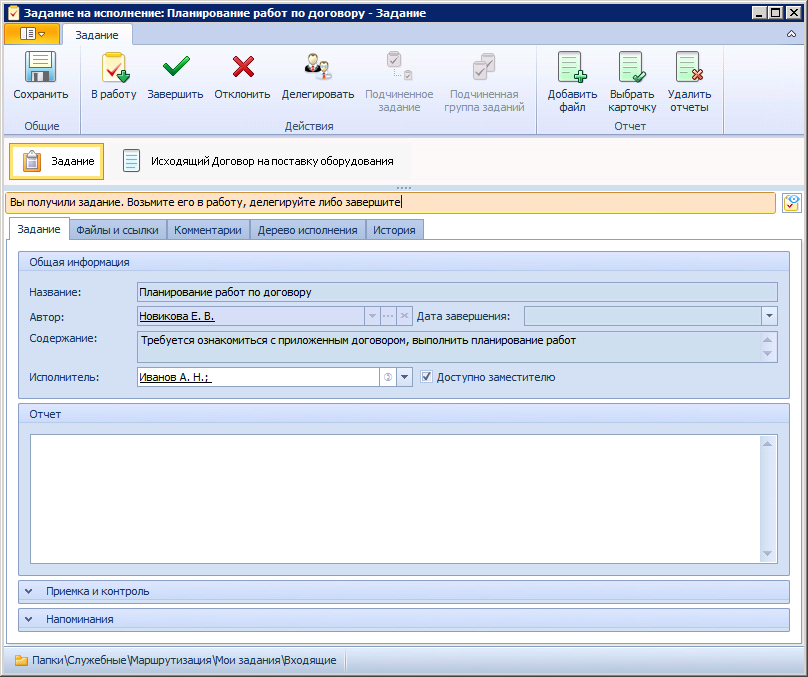 Задание на исполнение: Планирование работ по договору - Задание
Задание
Сохранить
В работу
Завершить
Отклонить
Делегировать
Подчиненное
задание
Подчиненная
группа заданий
Добавить
файл
Выбрать
карточку
Удалить
отчеты
Общие
Действия
Отчет
Задание
Исходящий Договор на поставку оборудования
Вы получили задание. Возьмите его в работу, делегируйте либо завершите
Задание
Файлы и ссылки
Комментарии
Дерево исполнения
История
Общая информация
Название:
Планирование работ по договору
Автор:
Новикова Е. В.
Дата завершения:
Содержание:
Требуется ознакомиться с приложенным договором, выполнить планирование работ
Исполнитель:
Иванов А. Н.;
Доступно заместителю
Отчет
Приемка и контроль
Напоминания
Папки\Служебные\Маршрутизация\Мои задания\Входящие